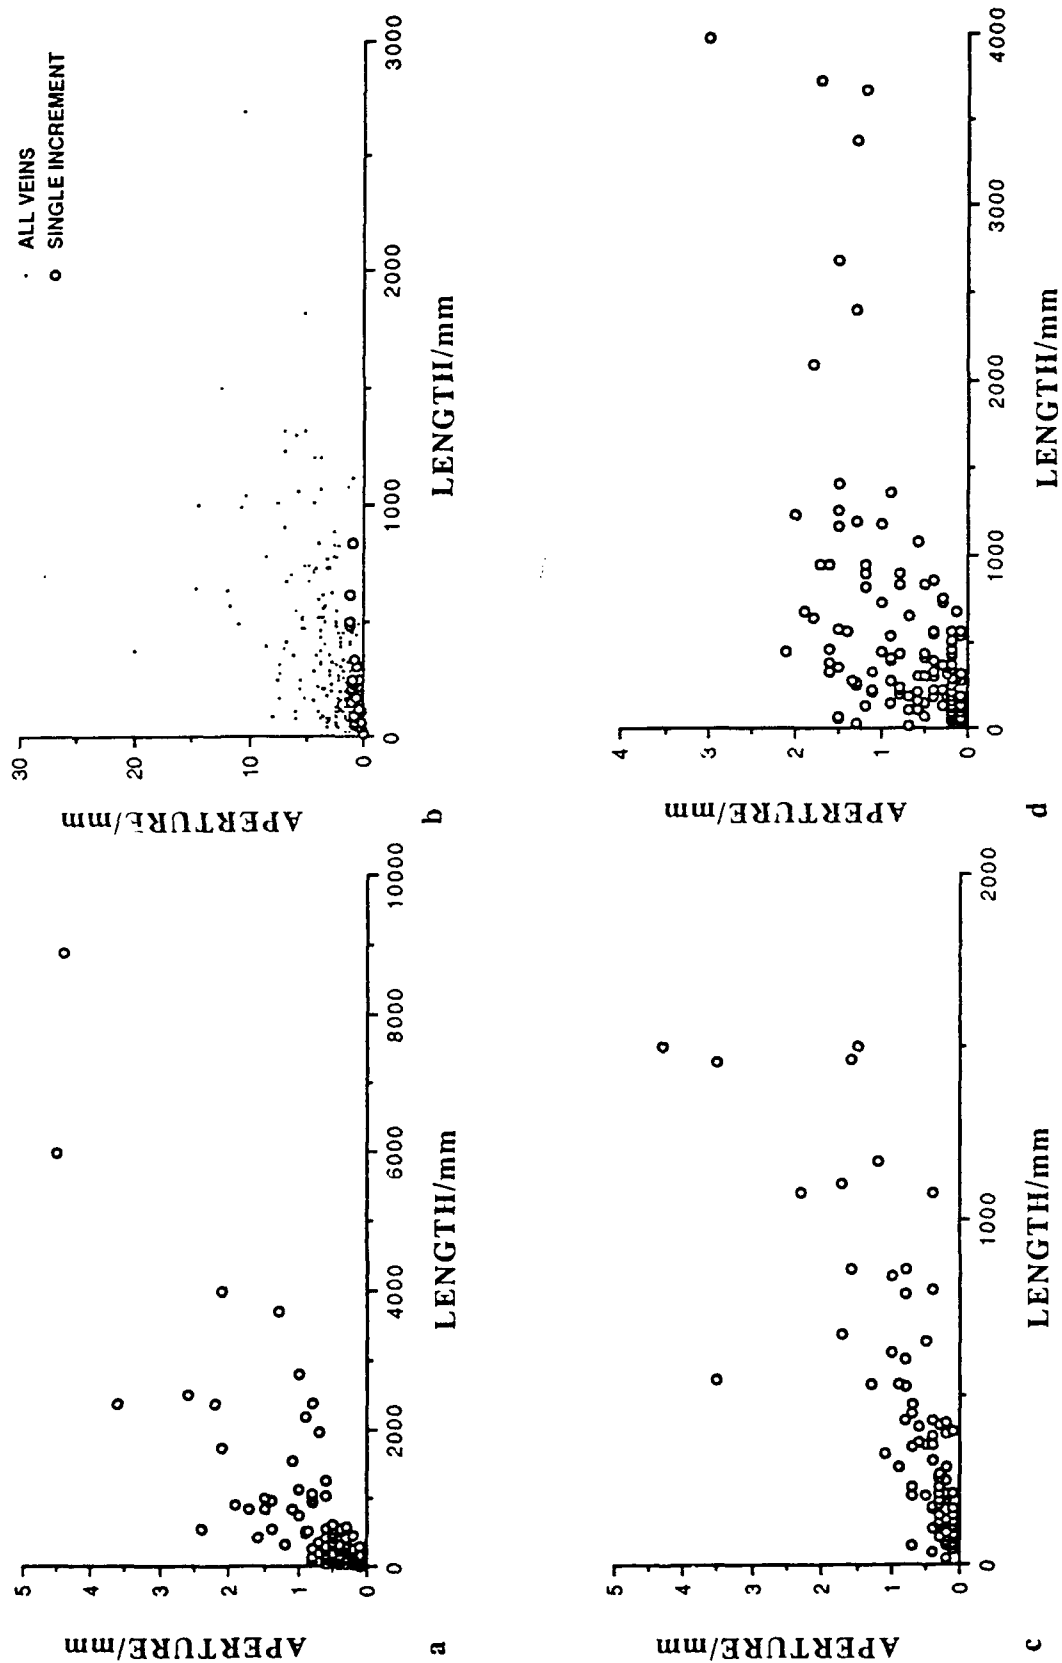 5
4
3
2
1
0
APERTURE/mm
0
2000
4000
6000
8000
10000
LENGTH/mm
a
30
20
10
0
APERTURE/mm
0
1000
2000
3000
LENGTH/mm
ALL VEINS
SINGLE INCREMENT
b
5
4
3
2
1
0
APERTURE/mm
0
1000
2000
LENGTH/mm
c
4
3
2
1
0
APERTURE/mm
0
1000
2000
3000
4000
LENGTH/mm
d